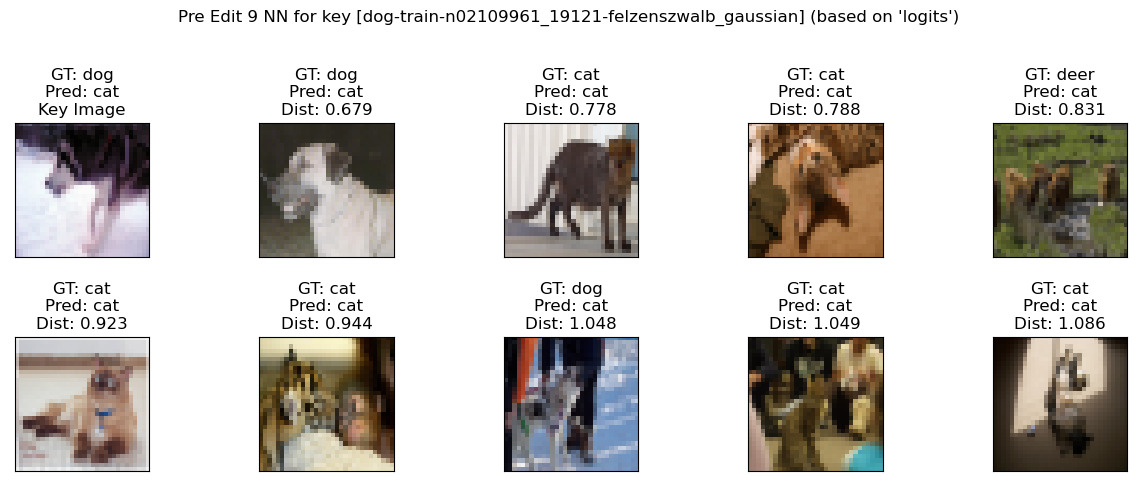 Pre Edit 9 NN for key [dog-train-n02109961_19121-felzenszwalb_gaussian] (based on 'logits')
GT: dog
Pred: cat
Key Image
GT: dog
Pred: cat
Dist: 0.679
GT: cat
Pred: cat
Dist: 0.778
GT: cat
Pred: cat
Dist: 0.788
GT: deer
Pred: cat
Dist: 0.831
GT: cat
Pred: cat
Dist: 0.923
GT: cat
Pred: cat
Dist: 0.944
GT: dog
Pred: cat
Dist: 1.048
GT: cat
Pred: cat
Dist: 1.049
GT: cat
Pred: cat
Dist: 1.086